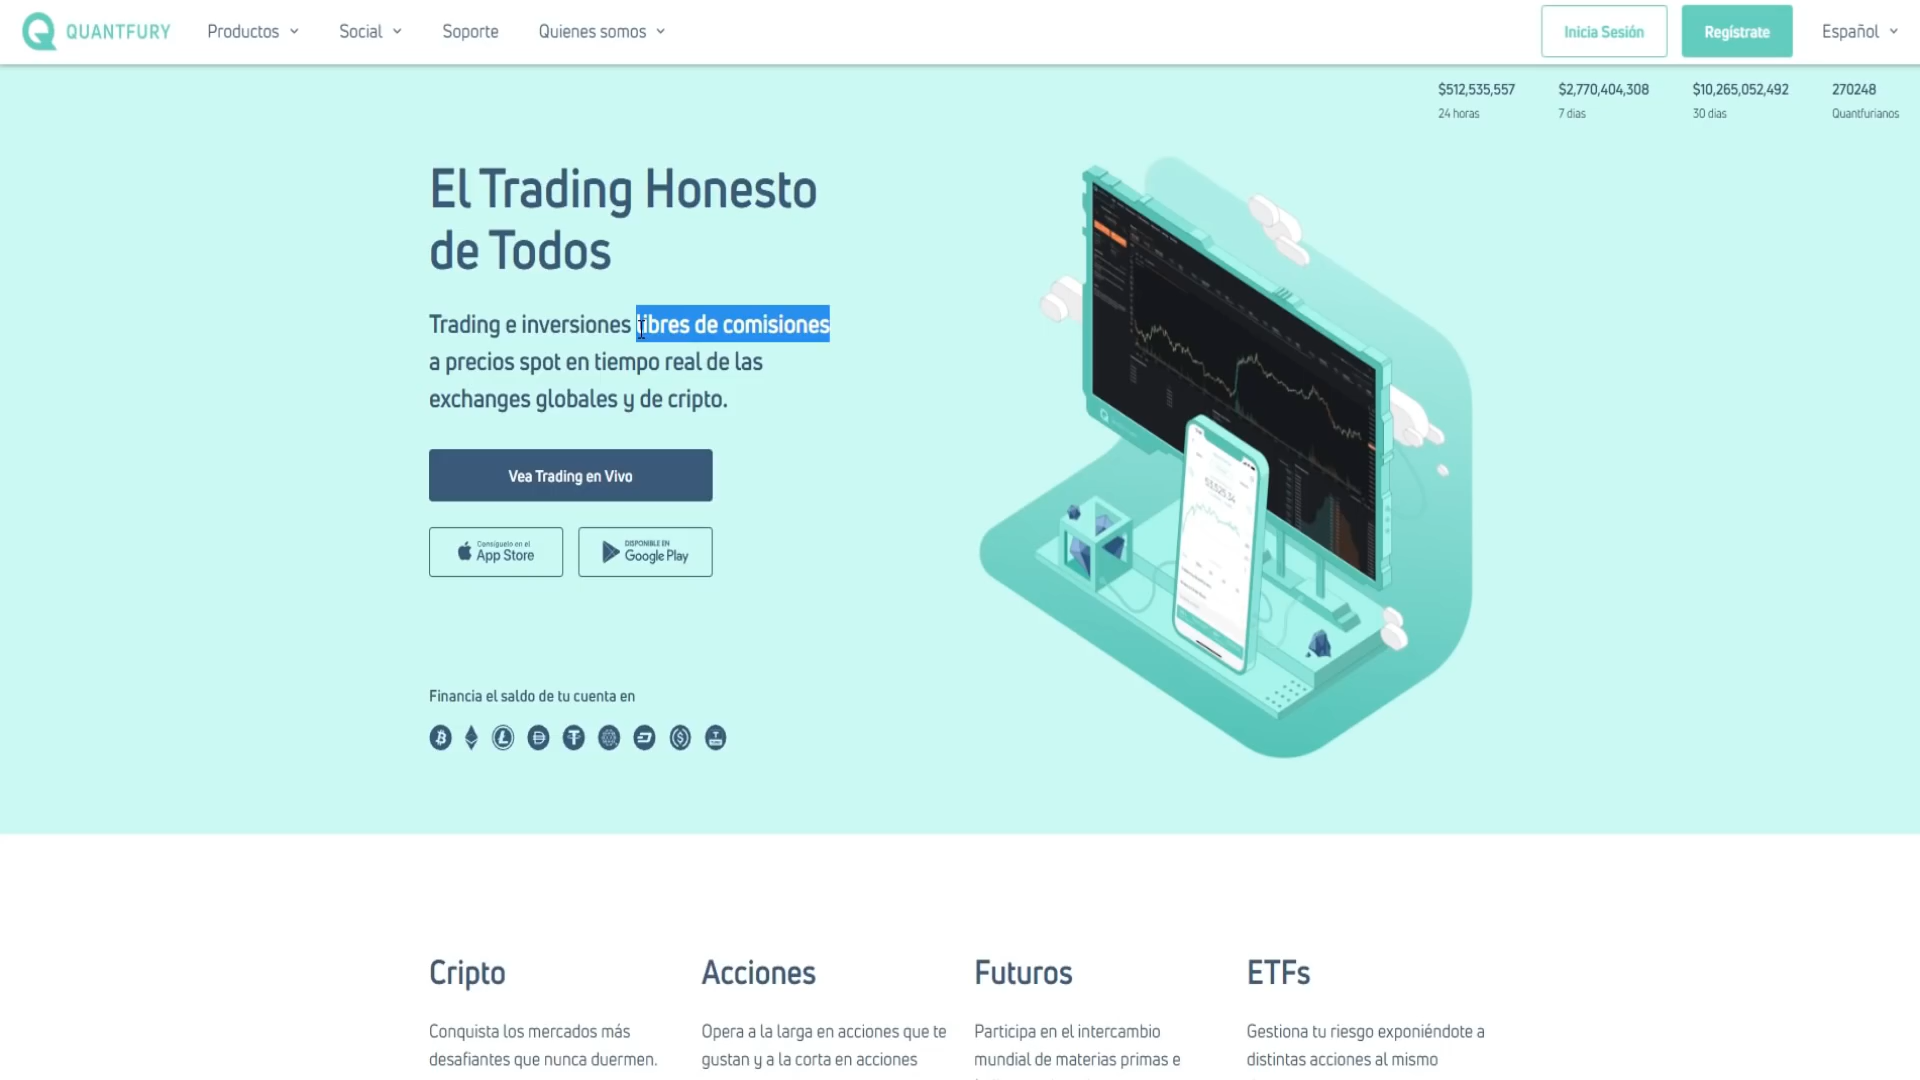 QUANTFURY
Productos
Social
Soporte
Quienes somos
Inicia Sesión
Regístrate
Español
$512,535,557
24 horas
$2,770,404,308
7 dias
$10,265,052,492
30 dias
270248
Quantfurianos
El Trading Honesto
de Todos
Trading e inversiones libres de comisiones
a precios spot en tiempo real de las
exchanges globales y de cripto.
Vea Trading en Vivo
Consíguelo en el
App Store
DISPONIBLE EN
Google Play
Financia el saldo de tu cuenta en
Cripto
Conquista los mercados más
desafiantes que nunca duermen.
Acciones
Opera a la larga en acciones que te
gustan y a la corta en acciones
Futuros
Participa en el intercambio
mundial de materias primas e
ETFs
Gestiona tu riesgo exponiéndote a
distintas acciones al mismo